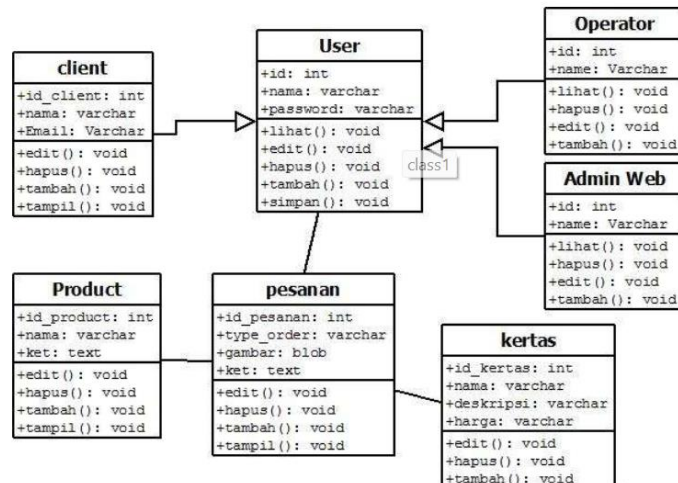 client
+id_client: int
+nama: varchar
+Email: Varchar
+edit(): void
+hapus(): void
+tambah(): void
+tampil(): void
User
+id: int
+nama: varchar
+password: varchar
+lihat(): void
+edit(): void
+hapus(): void
+tambah(): void
+simpan(): void
class1
Operator
+id: int
+name: Varchar
+lihat(): void
+hapus(): void
+edit(): void
+tambah(): void
Admin Web
+id: int
+name: Varchar
+lihat(): void
+hapus(): void
+edit(): void
+tambah(): void
Product
+id_product: int
+nama: varchar
+ket: text
+edit(): void
+hapus(): void
+tambah(): void
+tampil(): void
pesanan
+id_pesanan: int
+type_order: varchar
+gambar: blob
+ket: text
+edit(): void
+hapus(): void
+tambah(): void
+tampil(): void
kertas
+id_kertas: int
+nama: varchar
+deskripsi: varchar
+harga: varchar
+edit(): void
+hapus(): void
+tambah(): void